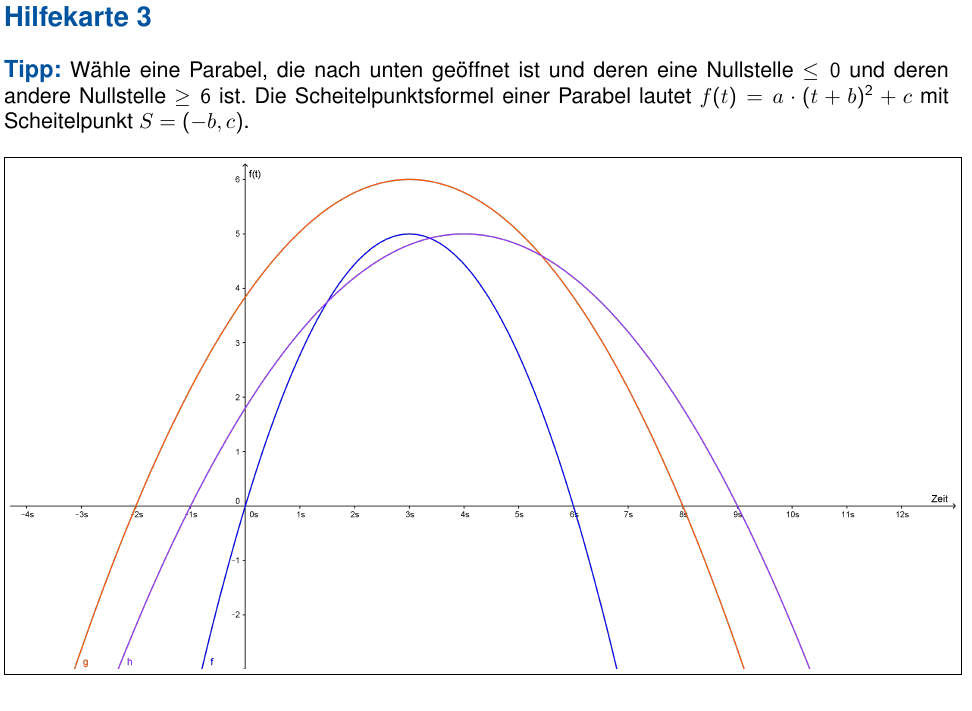 Hilfekarte 3
Tipp: Wähle eine Parabel, die nach unten geöffnet ist und deren eine Nullstelle ≤ 0 und deren
andere Nullstelle ≥ 6 ist. Die Scheitelpunktsformel einer Parabel lautet f(t) = a · (t + b)² + c mit
Scheitelpunkt S = (−b, c).
f(t)
6
5
4
3
2
1
0
Zeit
−4s −3s −2s −1s 0s 1s 2s 3s 4s 5s 6s 7s 8s 9s 10s 11s 12s
−1
−2
g h f